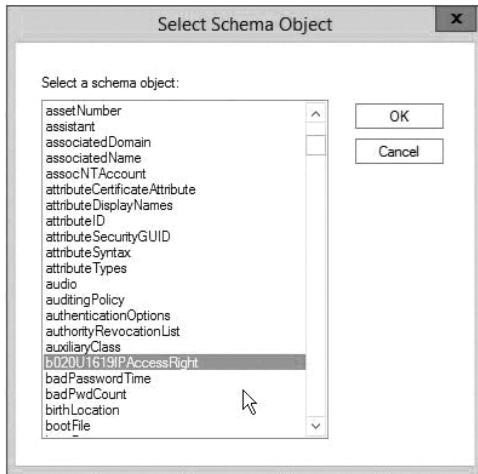 Select Schema Object
x
Select a schema object:
assetNumber
assistant
associatedDomain
associatedName
assocNTAccount
attributeCertificateAttribute
attributeDisplayNames
attributeID
attributeSecurityGUID
attributeSyntax
attributeTypes
audio
auditingPolicy
authenticationOptions
authorityRevocationList
auxiliaryClass
b020U1619IPAccessRight
badPasswordTime
badPwdCount
birthLocation
bootFile
OK
Cancel